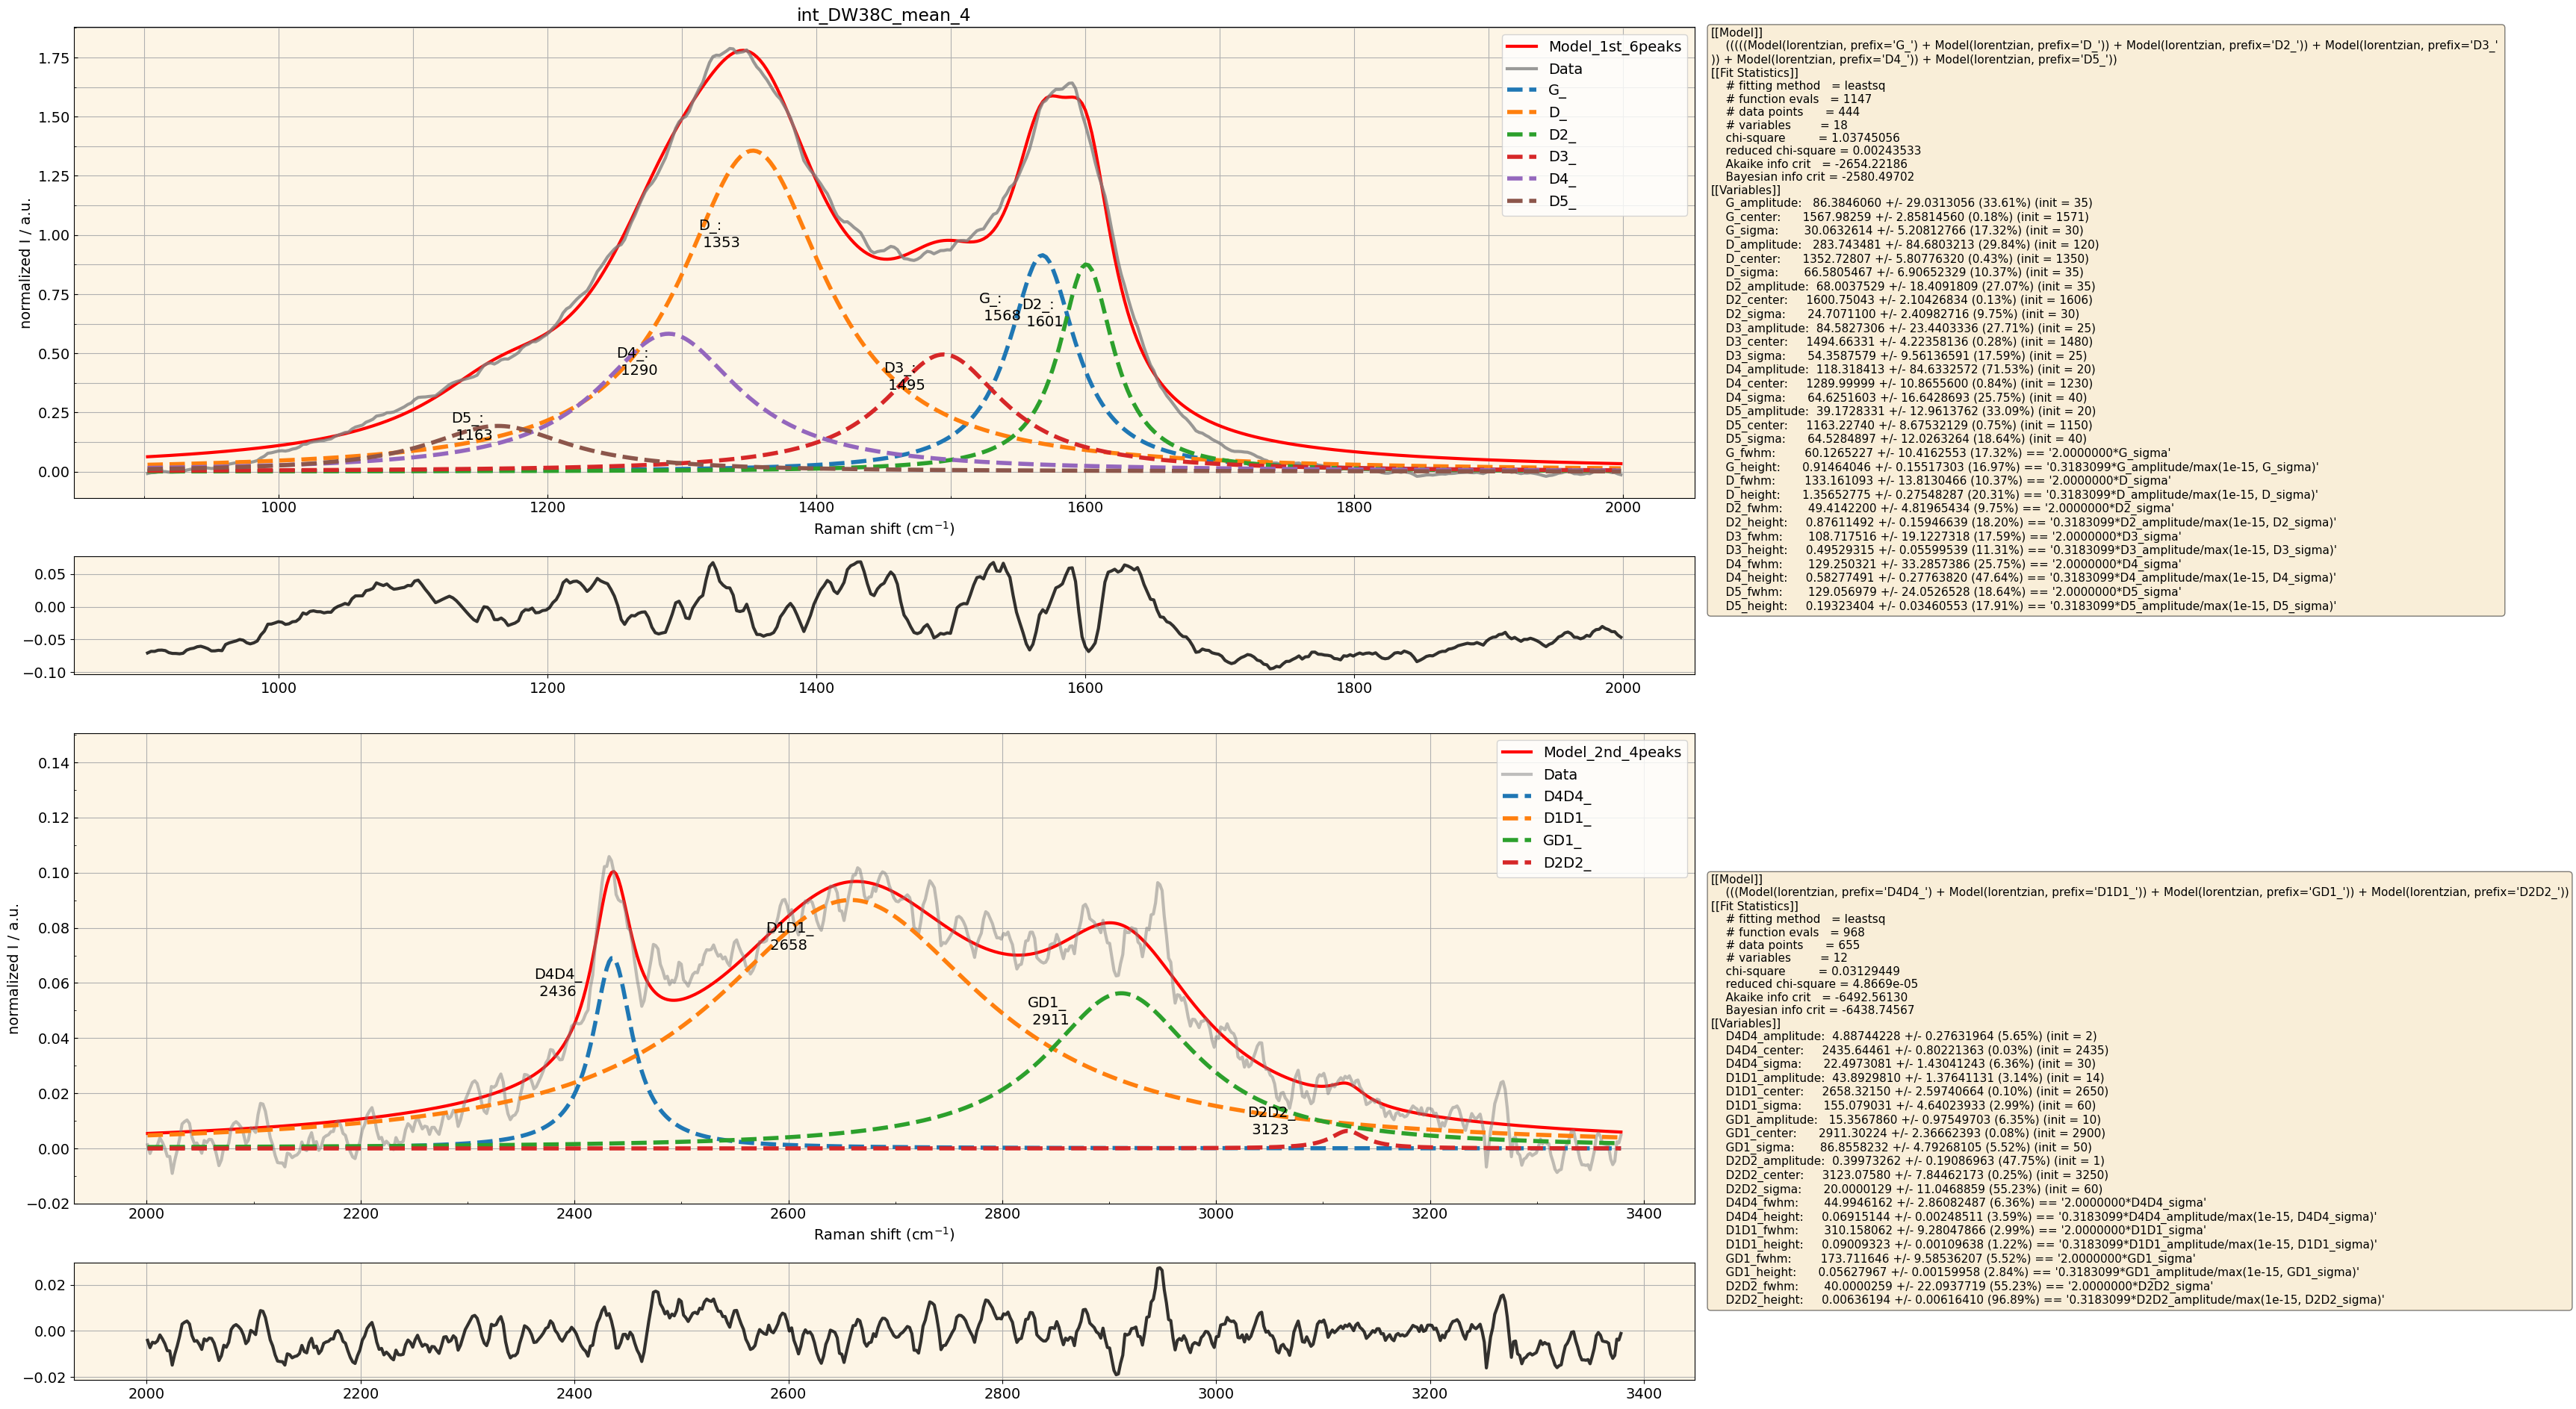 int_DW38C_mean_4
1.75
1.50
1.25
1.00
0.75
0.50
0.25
0.00
normalized I / a.u.
Model_1st_6peaks
Data
G_
D_
D2_
D3_
D4_
D5_
D_:
1353
G_:
1568
D2_:
1601
D4_:
1290
D3_:
1495
D5_:
1163
1000 1200 1400 1600 1800 2000
Raman shift (cm⁻¹)
0.05
0.00
−0.05
−0.10
1000 1200 1400 1600 1800 2000
[[Model]]
(((((Model(lorentzian, prefix='G_') + Model(lorentzian, prefix='D_')) + Model(lorentzian, prefix='D2_')) + Model(lorentzian, prefix='D3_'
)) + Model(lorentzian, prefix='D4_')) + Model(lorentzian, prefix='D5_'))
[[Fit Statistics]]
# fitting method = leastsq
# function evals = 1147
# data points = 444
# variables = 18
chi-square = 1.03745056
reduced chi-square = 0.00243533
Akaike info crit = -2654.22186
Bayesian info crit = -2580.49702
[[Variables]]
G_amplitude: 86.3846060 +/- 29.0313056 (33.61%) (init = 35)
G_center: 1567.98259 +/- 2.85814560 (0.18%) (init = 1571)
G_sigma: 30.0632614 +/- 5.20812766 (17.32%) (init = 30)
D_amplitude: 283.743481 +/- 84.6803213 (29.84%) (init = 120)
D_center: 1352.72807 +/- 5.80776320 (0.43%) (init = 1350)
D_sigma: 66.5805467 +/- 6.90652329 (10.37%) (init = 35)
D2_amplitude: 68.0037529 +/- 18.4091809 (27.07%) (init = 35)
D2_center: 1600.75043 +/- 2.10426834 (0.13%) (init = 1606)
D2_sigma: 24.7071100 +/- 2.40982716 (9.75%) (init = 30)
D3_amplitude: 84.5827306 +/- 23.4403336 (27.71%) (init = 25)
D3_center: 1494.66331 +/- 4.22358136 (0.28%) (init = 1480)
D3_sigma: 54.3587579 +/- 9.56136591 (17.59%) (init = 25)
D4_amplitude: 118.318413 +/- 84.6332572 (71.53%) (init = 20)
D4_center: 1289.99999 +/- 10.8655600 (0.84%) (init = 1230)
D4_sigma: 64.6251603 +/- 16.6428693 (25.75%) (init = 40)
D5_amplitude: 39.1728331 +/- 12.9613762 (33.09%) (init = 20)
D5_center: 1163.22740 +/- 8.67532129 (0.75%) (init = 1150)
D5_sigma: 64.5284897 +/- 12.0263264 (18.64%) (init = 40)
G_fwhm: 60.1265227 +/- 10.4162553 (17.32%) == '2.0000000*G_sigma'
G_height: 0.91464046 +/- 0.15517303 (16.97%) == '0.3183099*G_amplitude/max(1e-15, G_sigma)'
D_fwhm: 133.161093 +/- 13.8130466 (10.37%) == '2.0000000*D_sigma'
D_height: 1.35652775 +/- 0.27548287 (20.31%) == '0.3183099*D_amplitude/max(1e-15, D_sigma)'
D2_fwhm: 49.4142200 +/- 4.81965434 (9.75%) == '2.0000000*D2_sigma'
D2_height: 0.87611492 +/- 0.15946639 (18.20%) == '0.3183099*D2_amplitude/max(1e-15, D2_sigma)'
D3_fwhm: 108.717516 +/- 19.1227318 (17.59%) == '2.0000000*D3_sigma'
D3_height: 0.49529315 +/- 0.05599539 (11.31%) == '0.3183099*D3_amplitude/max(1e-15, D3_sigma)'
D4_fwhm: 129.250321 +/- 33.2857386 (25.75%) == '2.0000000*D4_sigma'
D4_height: 0.58277491 +/- 0.27763820 (47.64%) == '0.3183099*D4_amplitude/max(1e-15, D4_sigma)'
D5_fwhm: 129.056979 +/- 24.0526528 (18.64%) == '2.0000000*D5_sigma'
D5_height: 0.19323404 +/- 0.03460553 (17.91%) == '0.3183099*D5_amplitude/max(1e-15, D5_sigma)'
0.14
0.12
0.10
0.08
0.06
0.04
0.02
0.00
−0.02
normalized I / a.u.
Model_2nd_4peaks
Data
D4D4_
D1D1_
GD1_
D2D2_
D1D1_
2658
D4D4_
2436
GD1_
2911
D2D2_
3123
2000 2200 2400 2600 2800 3000 3200 3400
Raman shift (cm⁻¹)
0.02
0.00
−0.02
2000 2200 2400 2600 2800 3000 3200 3400
[[Model]]
(((Model(lorentzian, prefix='D4D4_') + Model(lorentzian, prefix='D1D1_')) + Model(lorentzian, prefix='GD1_')) + Model(lorentzian, prefix='D2D2_'))
[[Fit Statistics]]
# fitting method = leastsq
# function evals = 968
# data points = 655
# variables = 12
chi-square = 0.03129449
reduced chi-square = 4.8669e-05
Akaike info crit = -6492.56130
Bayesian info crit = -6438.74567
[[Variables]]
D4D4_amplitude: 4.88744228 +/- 0.27631964 (5.65%) (init = 2)
D4D4_center: 2435.64461 +/- 0.80221363 (0.03%) (init = 2435)
D4D4_sigma: 22.4973081 +/- 1.43041243 (6.36%) (init = 30)
D1D1_amplitude: 43.8929810 +/- 1.37641131 (3.14%) (init = 14)
D1D1_center: 2658.32150 +/- 2.59740664 (0.10%) (init = 2650)
D1D1_sigma: 155.079031 +/- 4.64023933 (2.99%) (init = 60)
GD1_amplitude: 15.3567860 +/- 0.97549703 (6.35%) (init = 10)
GD1_center: 2911.30224 +/- 2.36662393 (0.08%) (init = 2900)
GD1_sigma: 86.8558232 +/- 4.79268105 (5.52%) (init = 50)
D2D2_amplitude: 0.39973262 +/- 0.19086963 (47.75%) (init = 1)
D2D2_center: 3123.07580 +/- 7.84462173 (0.25%) (init = 3250)
D2D2_sigma: 20.0000129 +/- 11.0468859 (55.23%) (init = 60)
D4D4_fwhm: 44.9946162 +/- 2.86082487 (6.36%) == '2.0000000*D4D4_sigma'
D4D4_height: 0.06915144 +/- 0.00248511 (3.59%) == '0.3183099*D4D4_amplitude/max(1e-15, D4D4_sigma)'
D1D1_fwhm: 310.158062 +/- 9.28047866 (2.99%) == '2.0000000*D1D1_sigma'
D1D1_height: 0.09009323 +/- 0.00109638 (1.22%) == '0.3183099*D1D1_amplitude/max(1e-15, D1D1_sigma)'
GD1_fwhm: 173.711646 +/- 9.58536207 (5.52%) == '2.0000000*GD1_sigma'
GD1_height: 0.05627967 +/- 0.00159958 (2.84%) == '0.3183099*GD1_amplitude/max(1e-15, GD1_sigma)'
D2D2_fwhm: 40.0000259 +/- 22.0937719 (55.23%) == '2.0000000*D2D2_sigma'
D2D2_height: 0.00636194 +/- 0.00616410 (96.89%) == '0.3183099*D2D2_amplitude/max(1e-15, D2D2_sigma)'